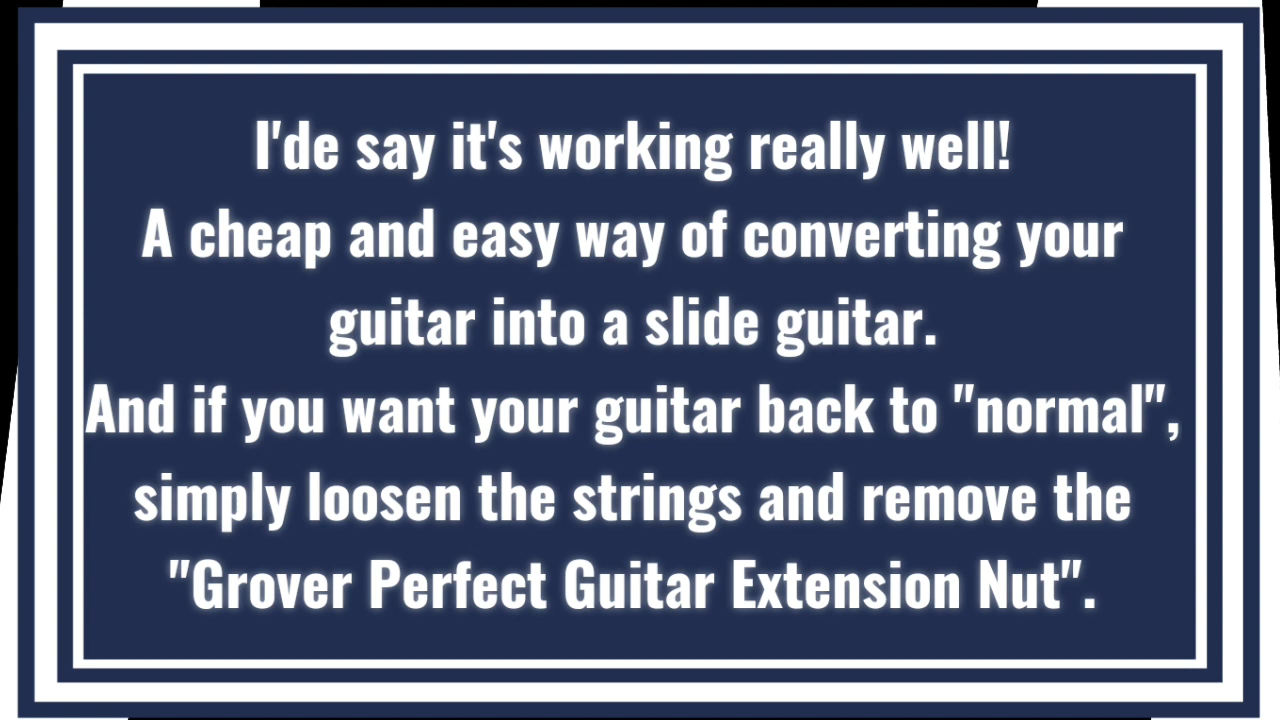 I'de say it's working really well!
A cheap and easy way of converting your
guitar into a slide guitar.
And if you want your guitar back to "normal",
simply loosen the strings and remove the
"Grover Perfect Guitar Extension Nut".